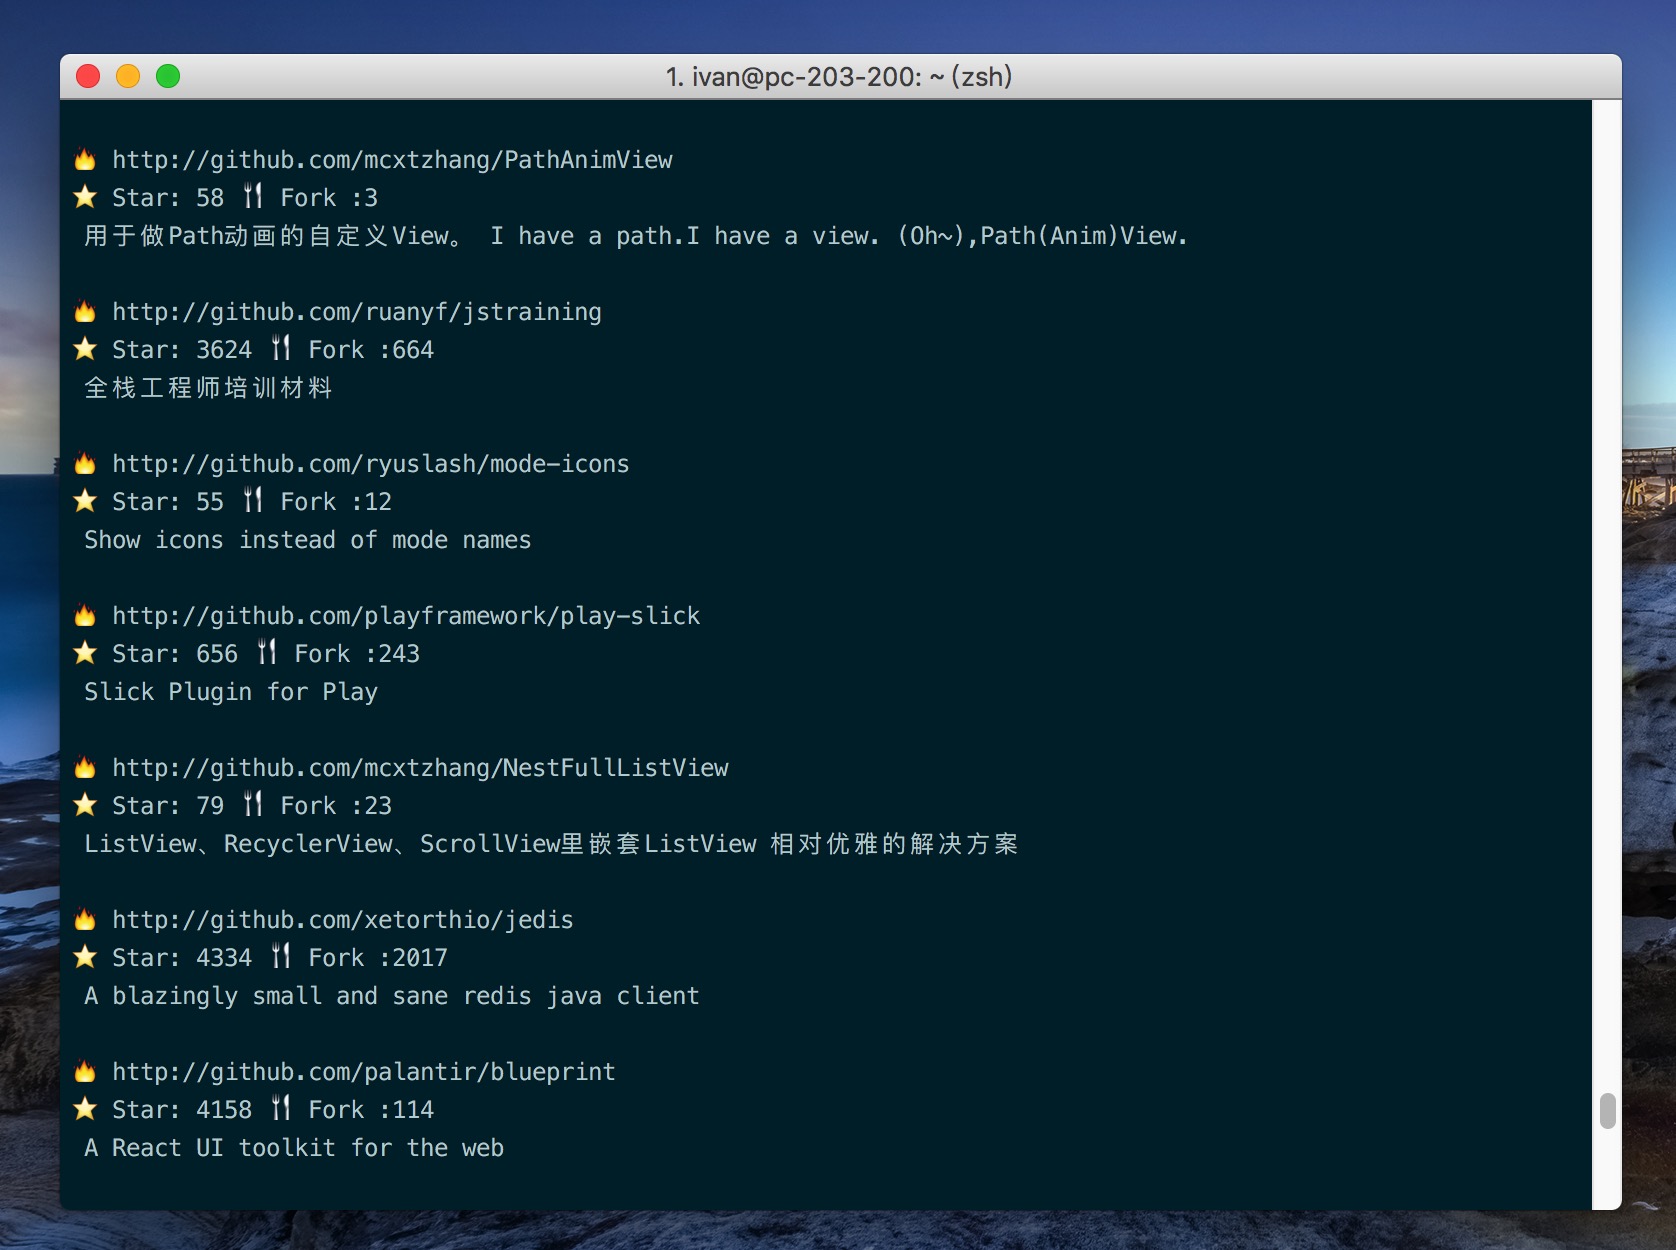 1. ivan@pc-203-200: ~ (zsh)
🔥 http://github.com/mcxtzhang/PathAnimView
⭐ Star: 58 🍴 Fork :3
用于做Path动画的自定义View。 I have a path.I have a view. (Oh~),Path(Anim)View.
🔥 http://github.com/ruanyf/jstraining
⭐ Star: 3624 🍴 Fork :664
全栈工程师培训材料
🔥 http://github.com/ryuslash/mode-icons
⭐ Star: 55 🍴 Fork :12
Show icons instead of mode names
🔥 http://github.com/playframework/play-slick
⭐ Star: 656 🍴 Fork :243
Slick Plugin for Play
🔥 http://github.com/mcxtzhang/NestFullListView
⭐ Star: 79 🍴 Fork :23
ListView、RecyclerView、ScrollView里嵌套ListView 相对优雅的解决方案
🔥 http://github.com/xetorthio/jedis
⭐ Star: 4334 🍴 Fork :2017
A blazingly small and sane redis java client
🔥 http://github.com/palantir/blueprint
⭐ Star: 4158 🍴 Fork :114
A React UI toolkit for the web